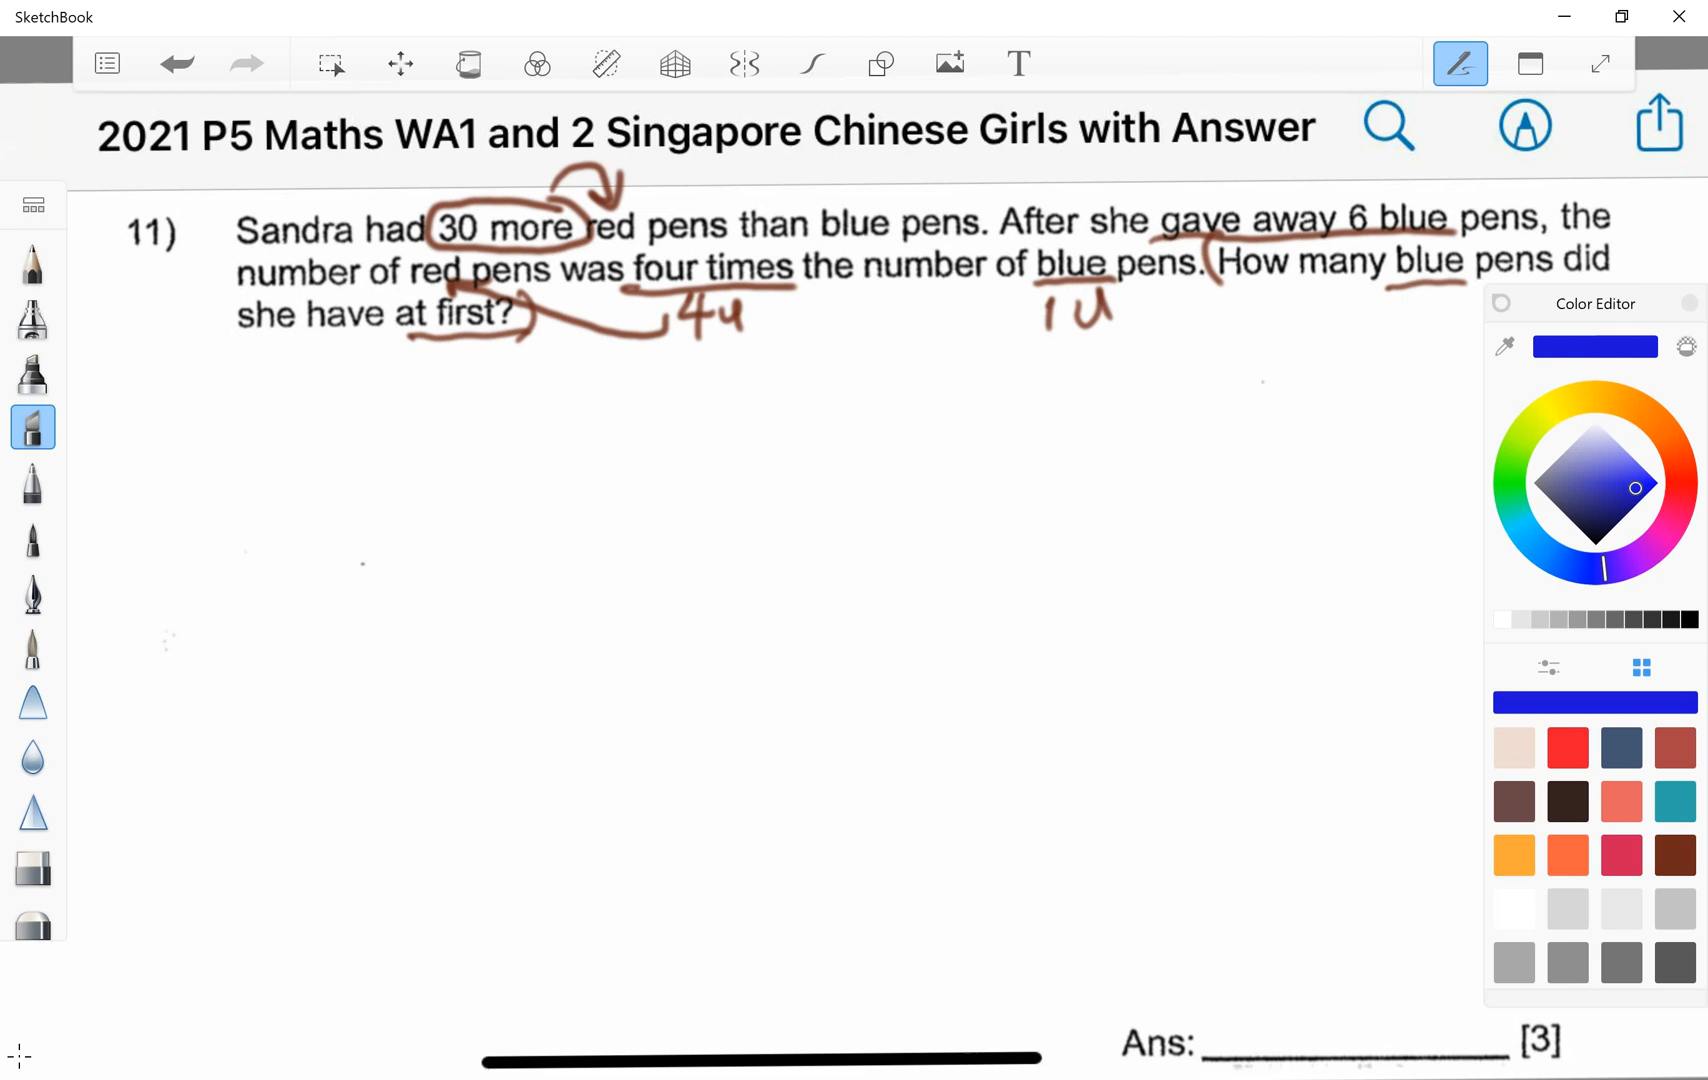 SketchBook
T
2021 P5 Maths WA1 and 2 Singapore Chinese Girls with Answer
11) Sandra had 30 more red pens than blue pens. After she gave away 6 blue pens, the
number of red pens was four times the number of blue pens. How many blue pens did
she have at first?
4u
1u
Color Editor
Ans: ____________ [3]